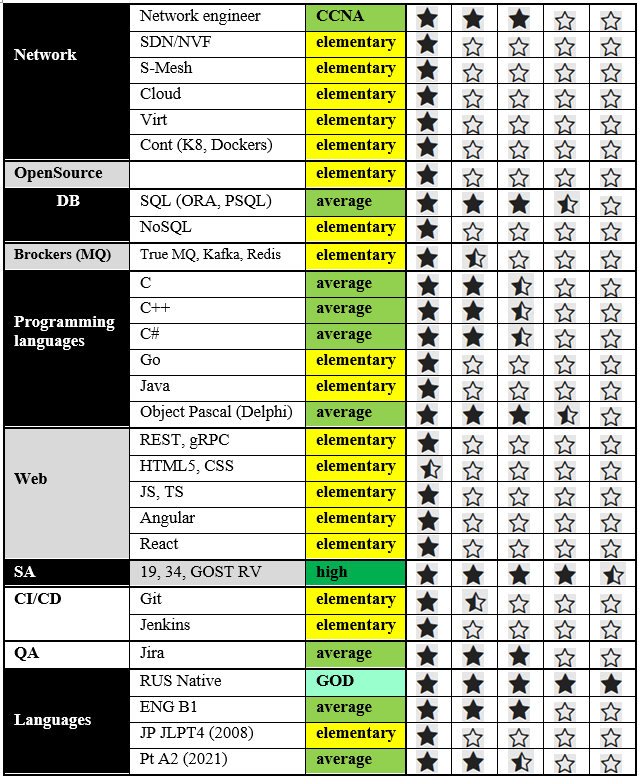 Network
Network engineer CCNA
SDN/NVF elementary
S-Mesh elementary
Cloud elementary
Virt elementary
Cont (K8, Dockers) elementary
OpenSource elementary
DB
SQL (ORA, PSQL) average
NoSQL elementary
Brockers (MQ) True MQ, Kafka, Redis elementary
Programming
languages
C average
C++ average
C# average
Go elementary
Java elementary
Object Pascal (Delphi) average
Web
REST, gRPC elementary
HTML5, CSS elementary
JS, TS elementary
Angular elementary
React elementary
SA 19, 34, GOST RV high
CI/CD Git elementary
Jenkins elementary
QA Jira average
Languages
RUS Native GOD
ENG B1 average
JP JLPT4 (2008) elementary
Pt A2 (2021) average